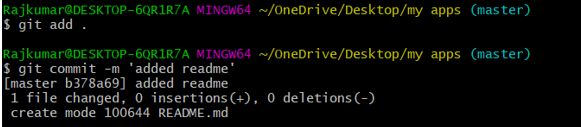 Rajkumar@DESKTOP-6QR1R7A MINGW64 ~/OneDrive/Desktop/my apps (master)
$ git add .
Rajkumar@DESKTOP-6QR1R7A MINGW64 ~/OneDrive/Desktop/my apps (master)
$ git commit -m 'added readme'
[master b378a69] added readme
 1 file changed, 0 insertions(+), 0 deletions(-)
 create mode 100644 README.md